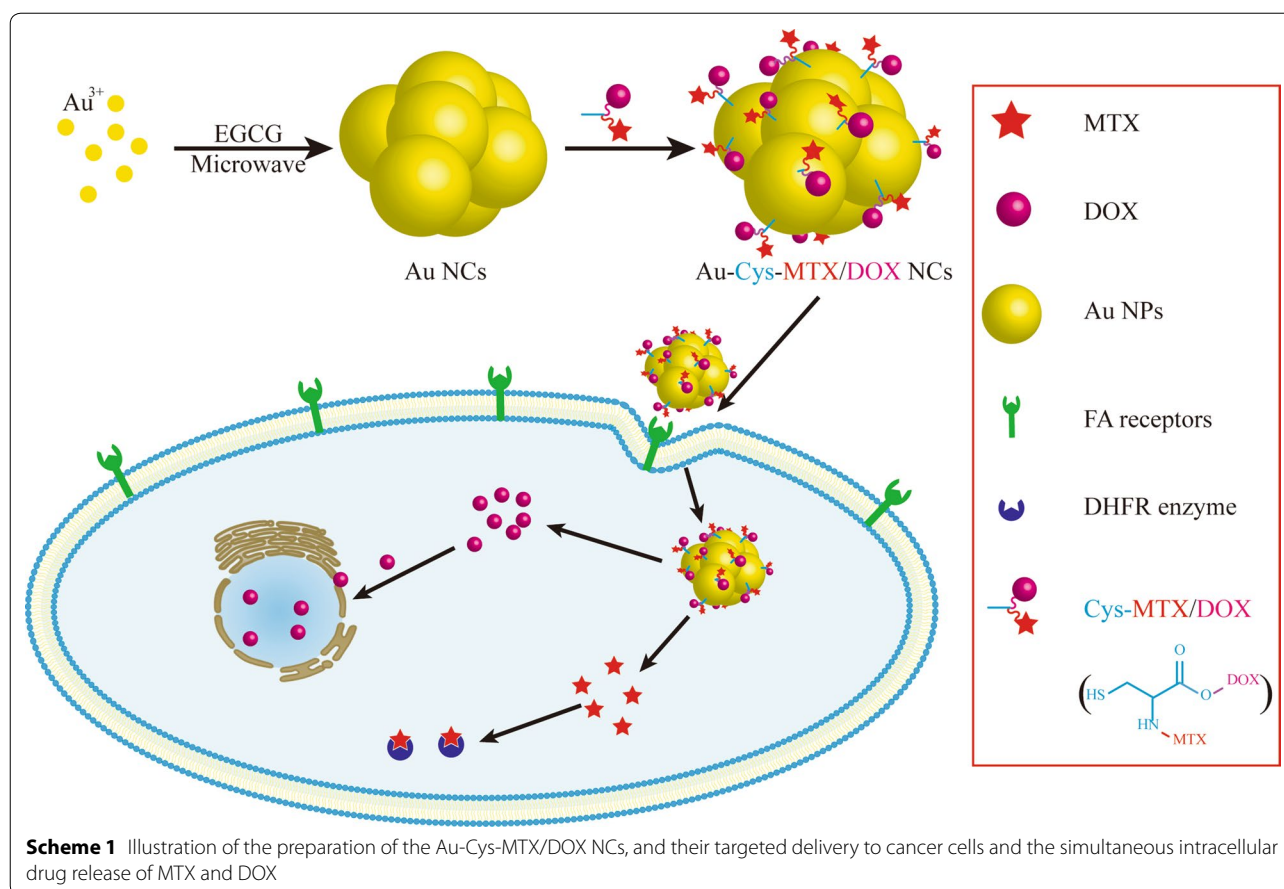 Au3+
EGCG
Microwave
Au NCs
Au-Cys-MTX/DOX NCs
MTX
DOX
Au NPs
FA receptors
DHFR enzyme
Cys-MTX/DOX
O
HS
O
DOX
HN
MTX
Scheme 1 Illustration of the preparation of the Au-Cys-MTX/DOX NCs, and their targeted delivery to cancer cells and the simultaneous intracellular
drug release of MTX and DOX